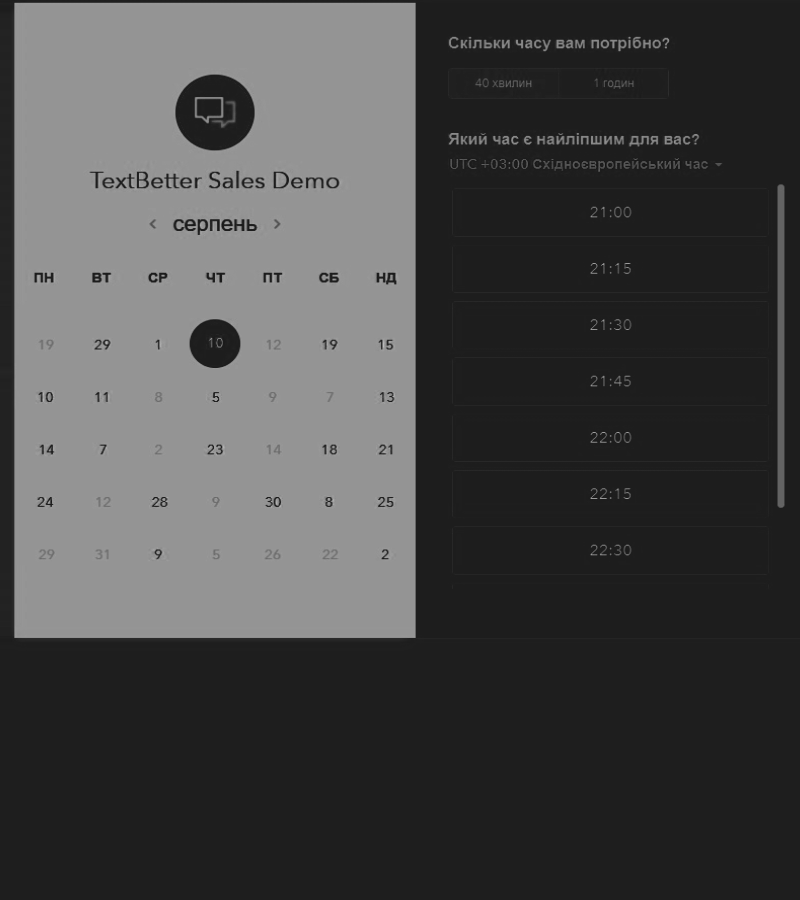 TextBetter Sales Demo
серпень
ПН ВТ СР ЧТ ПТ СБ НД
19 29 1 10 12 19 15
10 11 8 5 9 7 13
14 7 2 23 14 18 21
24 12 28 9 30 8 25
29 31 9 5 26 22 2
Скільки часу вам потрібно?
40 хвилин 1 годин
Який час є найліпшим для вас?
UTC +03:00 Східноєвропейський час
21:00
21:15
21:30
21:45
22:00
22:15
22:30